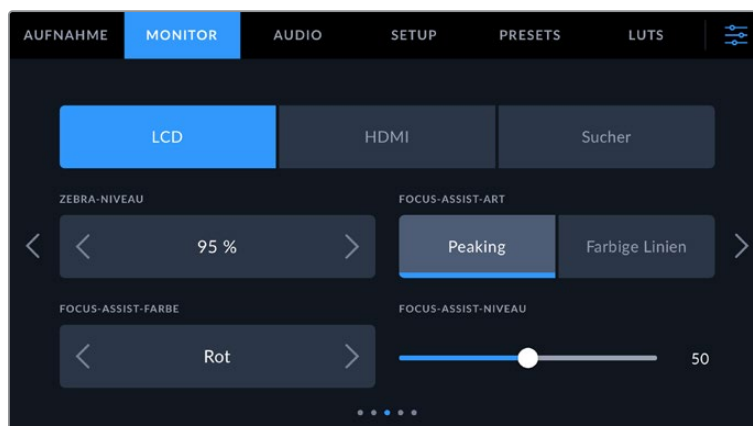 AUFNAHME MONITOR AUDIO SETUP PRESETS LUTS
LCD HDMI Sucher
ZEBRA-NIVEAU FOCUS-ASSIST-ART
95 % Peaking Farbige Linien
FOCUS-ASSIST-FARBE FOCUS-ASSIST-NIVEAU
Rot 50